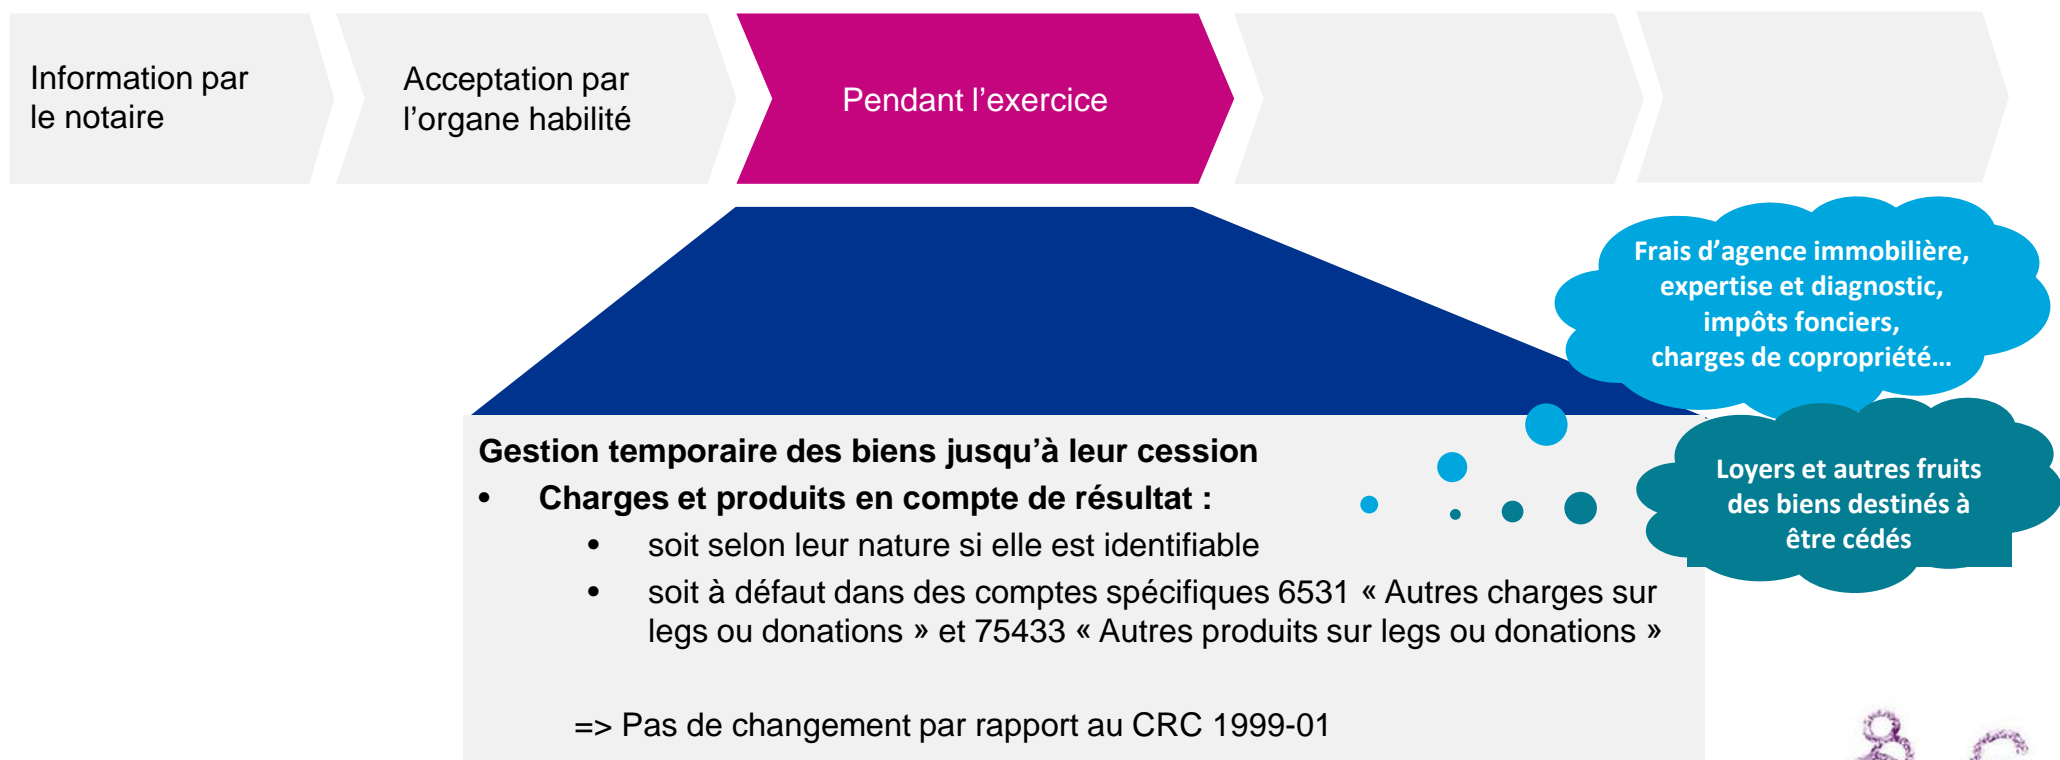 Information par
le notaire
Acceptation par
l’organe habilité
Pendant l’exercice
Frais d’agence immobilière,
expertise et diagnostic,
impôts fonciers,
charges de copropriété…
Loyers et autres fruits
des biens destinés à
être cédés
Gestion temporaire des biens jusqu’à leur cession
• Charges et produits en compte de résultat :
• soit selon leur nature si elle est identifiable
• soit à défaut dans des comptes spécifiques 6531 « Autres charges sur
legs ou donations » et 75433 « Autres produits sur legs ou donations »
=> Pas de changement par rapport au CRC 1999-01